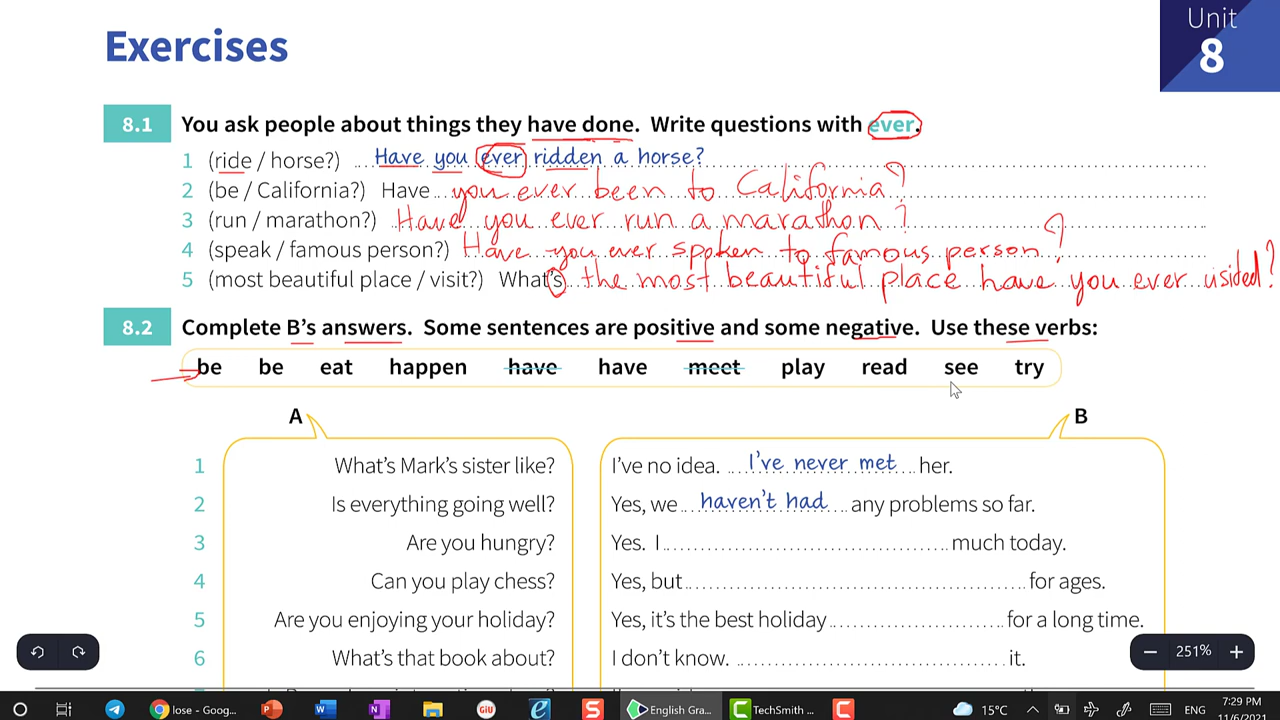 Exercises
Unit
8
8.1 You ask people about things they have done. Write questions with ever.
1 (ride / horse?) Have you ever ridden a horse?
2 (be / California?) Have you ever been to California?
3 (run / marathon?) Have you ever run a marathon?
4 (speak / famous person?) Have you ever spoken to famous person?
5 (most beautiful place / visit?) What's the most beautiful place have you ever visided?
8.2 Complete B's answers. Some sentences are positive and some negative. Use these verbs:
be be eat happen have have meet play read see try
A B
1 What's Mark's sister like? I've no idea. I've never met her.
2 Is everything going well? Yes, we haven't had any problems so far.
3 Are you hungry? Yes. I much today.
4 Can you play chess? Yes, but for ages.
5 Are you enjoying your holiday? Yes, it's the best holiday for a long time.
6 What's that book about? I don't know. it.
251%
lose - Goog...
English Gra...
TechSmith ...
15°C
7:29 PM